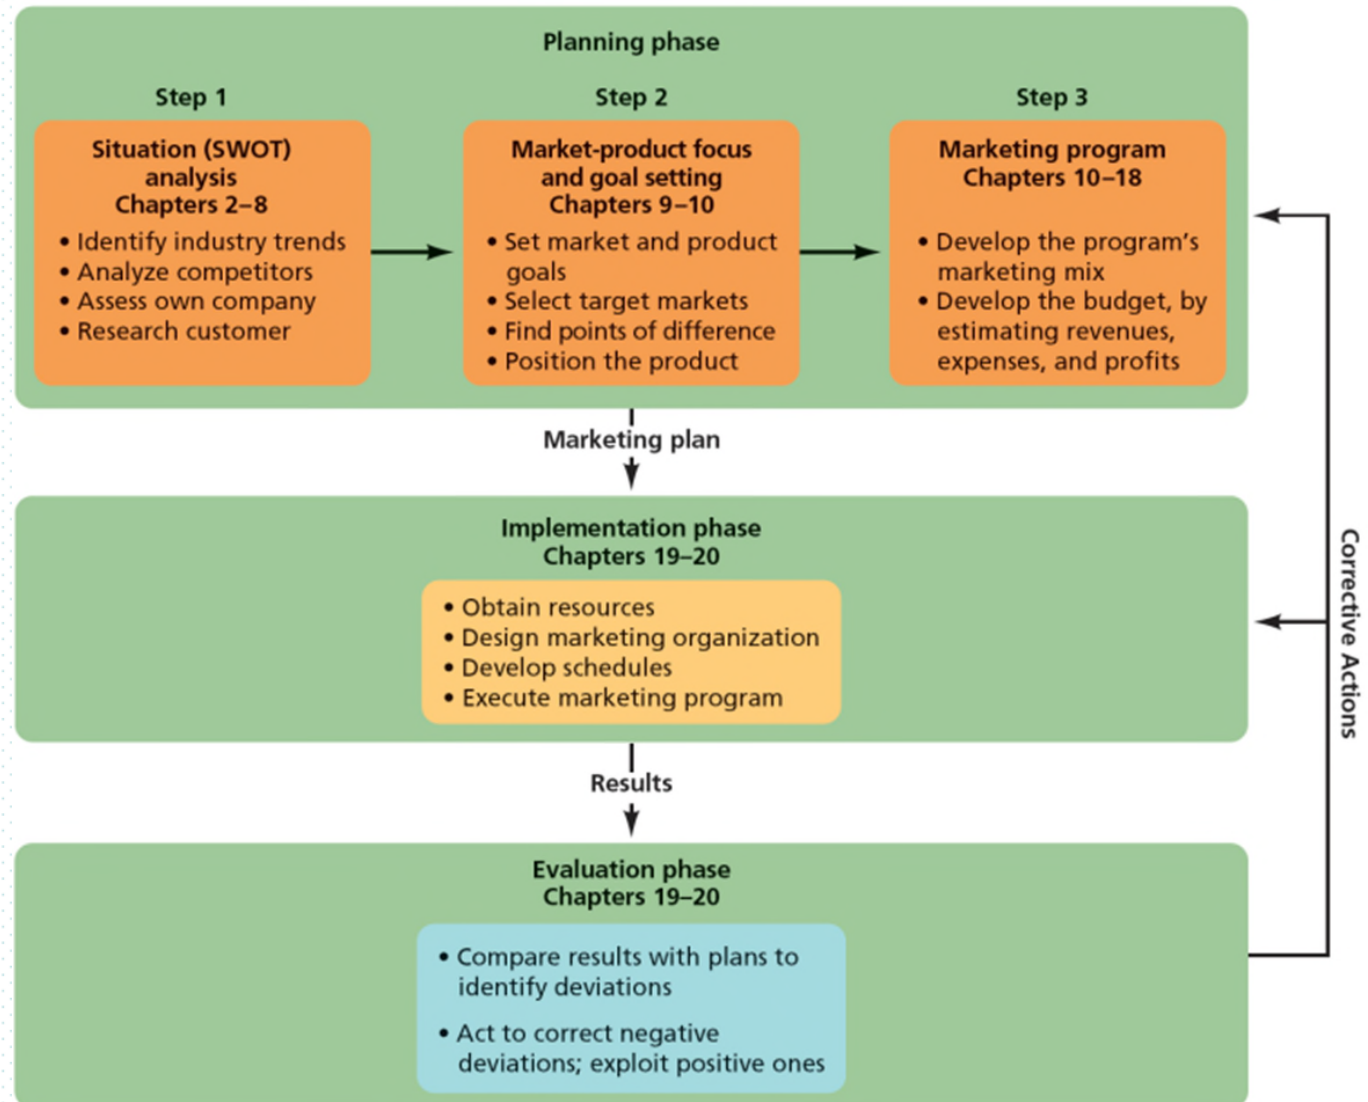 Planning phase
Step 1
Situation (SWOT)
analysis
Chapters 2–8
• Identify industry trends
• Analyze competitors
• Assess own company
• Research customer
Step 2
Market-product focus
and goal setting
Chapters 9–10
• Set market and product
goals
• Select target markets
• Find points of difference
• Position the product
Step 3
Marketing program
Chapters 10–18
• Develop the program’s
marketing mix
• Develop the budget, by
estimating revenues,
expenses, and profits
Marketing plan
Implementation phase
Chapters 19–20
• Obtain resources
• Design marketing organization
• Develop schedules
• Execute marketing program
Results
Evaluation phase
Chapters 19–20
• Compare results with plans to
identify deviations
• Act to correct negative
deviations; exploit positive ones
Corrective Actions